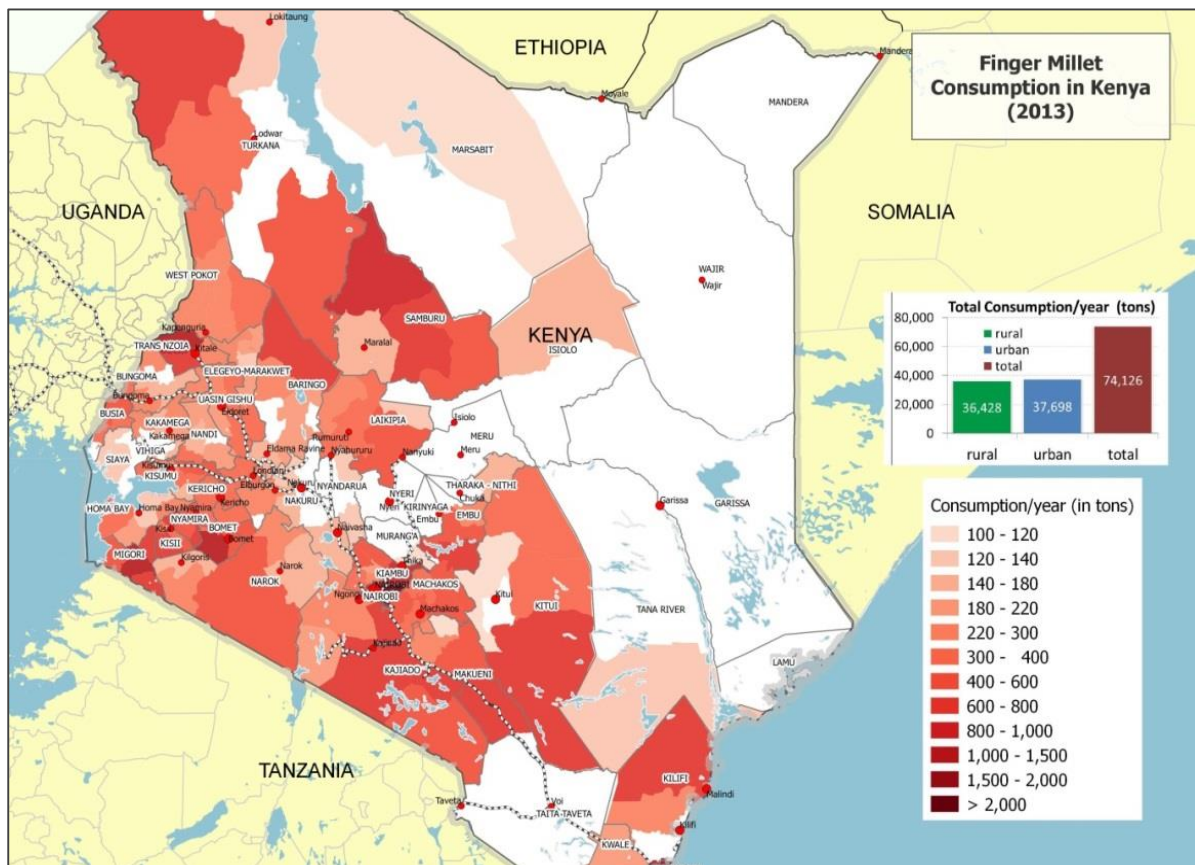 Finger Millet
Consumption in Kenya
(2013)
ETHIOPIA
UGANDA
SOMALIA
KENYA
TANZANIA
Lokitaung
Mandera
Moyale
MANDERA
Lodwar
TURKANA
MARSABIT
WAJIR
Wajir
WEST POKOT
SAMBURU
Maralal
ISIOLO
Kapenguria
TRANS NZOIA
Kitale
BUNGOMA
ELEGEYO-MARAKWET
BARINGO
Bungoma
UASIN GISHU
Eldoret
BUSIA
KAKAMEGA
Kakamega
NANDI
LAIKIPIA
Isiolo
MERU
Meru
Rumuruti
Nyahururu
Nanyuki
VIHIGA
Eldama Ravine
SIAYA
Kisumu
KISUMU
Londiani
Elburgon
Nakuru
NAKURU
NYANDARUA
NYERI
Nyeri
KIRINYAGA
THARAKA - NITHI
Chuka
EMBU
Embu
Garissa
GARISSA
KERICHO
Kericho
HOMA BAY
Homa Bay
Nyamira
NYAMIRA
Kisii
KISII
BOMET
Bomet
MURANG'A
Naivasha
MIGORI
Kilgoris
NAROK
Narok
KIAMBU
Thika
MACHAKOS
Machakos
NAIROBI
Ngong
Kitui
KITUI
TANA RIVER
LAMU
KAJIADO
MAKUENI
KILIFI
Malindi
Taveta
Voi
TAITA-TAVETA
Kilifi
KWALE
Total Consumption/year (tons)
80,000
60,000
40,000
20,000
0
rural
urban
total
36,428
37,698
74,126
rural
urban
total
Consumption/year (in tons)
100 - 120
120 - 140
140 - 180
180 - 220
220 - 300
300 - 400
400 - 600
600 - 800
800 - 1,000
1,000 - 1,500
1,500 - 2,000
> 2,000